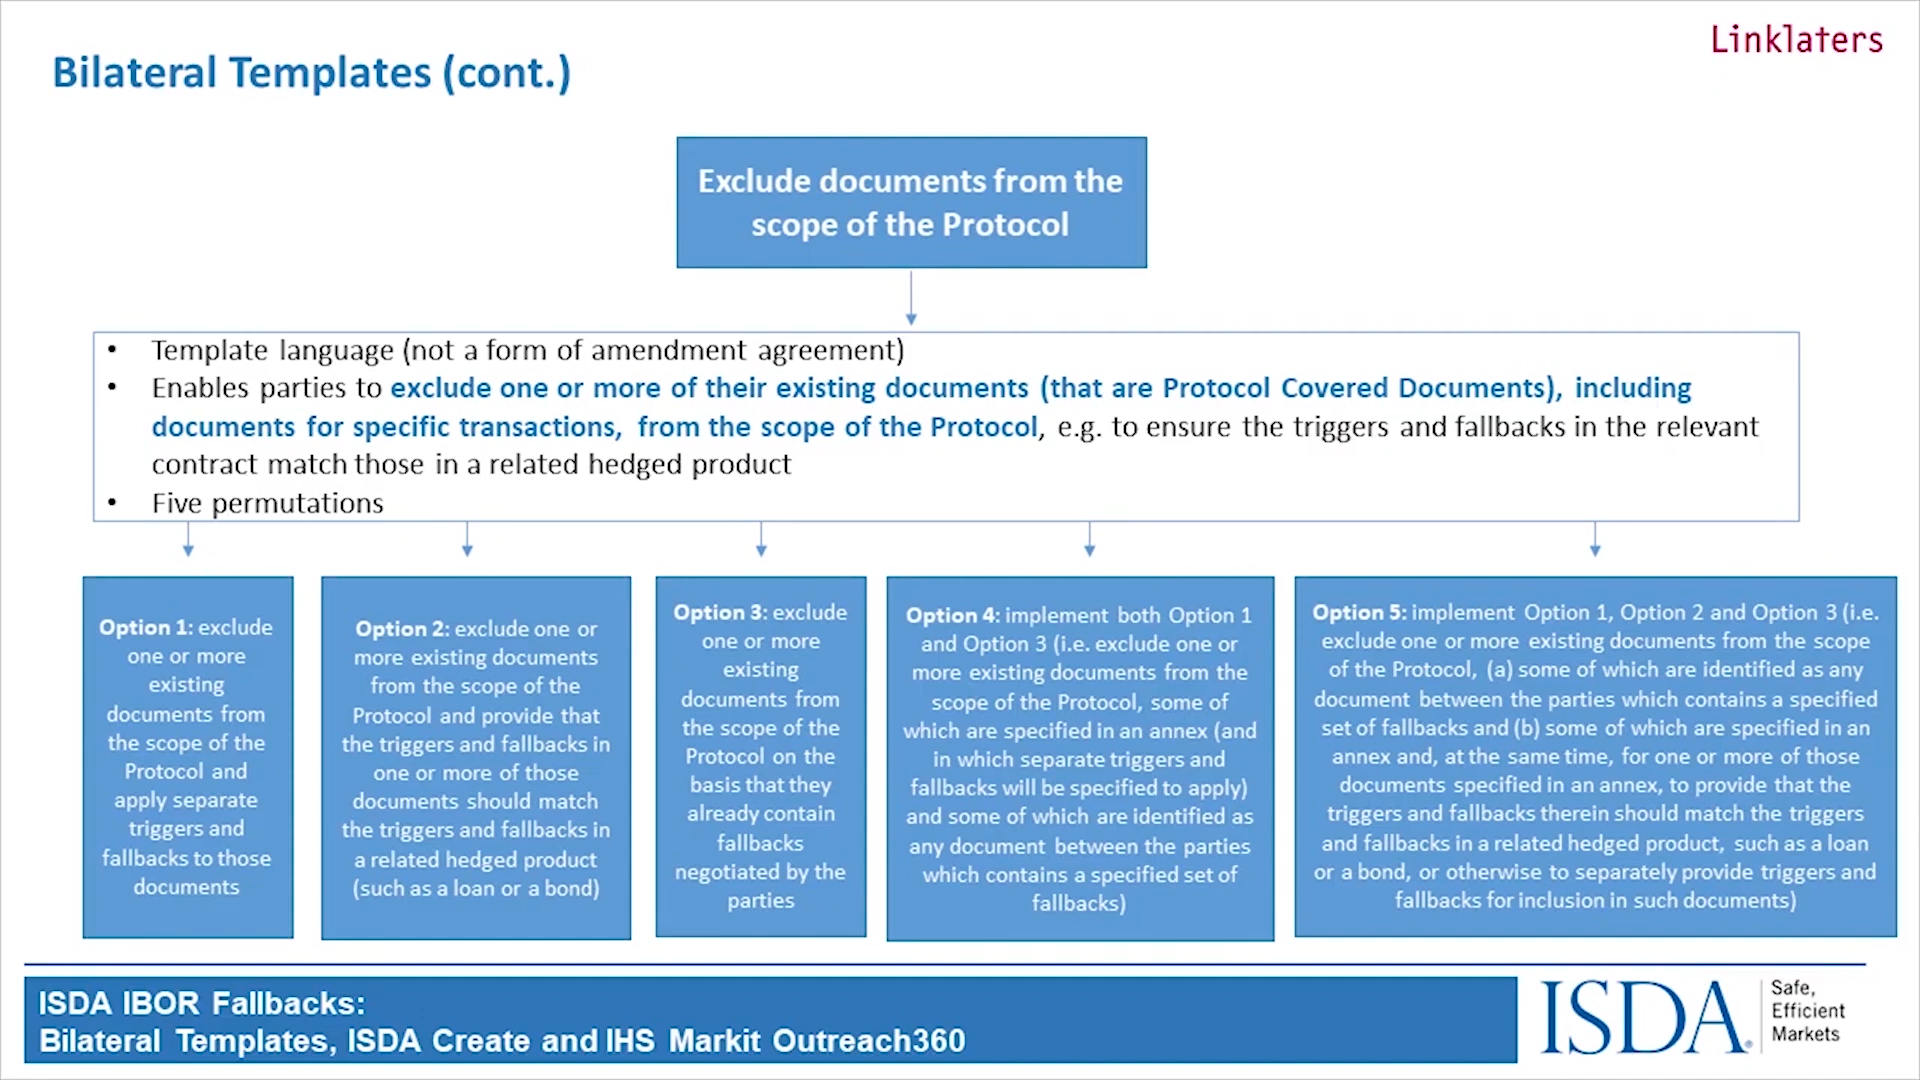 Linklaters
Bilateral Templates (cont.)
Exclude documents from the
scope of the Protocol
• Template language (not a form of amendment agreement)
• Enables parties to exclude one or more of their existing documents (that are Protocol Covered Documents), including
documents for specific transactions, from the scope of the Protocol, e.g. to ensure the triggers and fallbacks in the relevant
contract match those in a related hedged product
• Five permutations
Option 1: exclude
one or more
existing
documents from
the scope of the
Protocol and
apply separate
triggers and
fallbacks to those
documents
Option 2: exclude one or
more existing documents
from the scope of the
Protocol and provide that
the triggers and fallbacks in
one or more of those
documents should match
the triggers and fallbacks in
a related hedged product
(such as a loan or a bond)
Option 3: exclude
one or more
existing
documents from
the scope of the
Protocol on the
basis that they
already contain
fallbacks
negotiated by the
parties
Option 4: implement both Option 1
and Option 3 (i.e. exclude one or
more existing documents from the
scope of the Protocol, some of
which are specified in an annex (and
in which separate triggers and
fallbacks will be specified to apply)
and some of which are identified as
any document between the parties
which contains a specified set of
fallbacks)
Option 5: implement Option 1, Option 2 and Option 3 (i.e.
exclude one or more existing documents from the scope
of the Protocol, (a) some of which are identified as any
document between the parties which contains a specified
set of fallbacks and (b) some of which are specified in an
annex and, at the same time, for one or more of those
documents specified in an annex, to provide that the
triggers and fallbacks therein should match the triggers
and fallbacks in a related hedged product, such as a loan
or a bond, or otherwise to separately provide triggers and
fallbacks for inclusion in such documents)
ISDA IBOR Fallbacks:
Bilateral Templates, ISDA Create and IHS Markit Outreach360
ISDA®
Safe,
Efficient
Markets